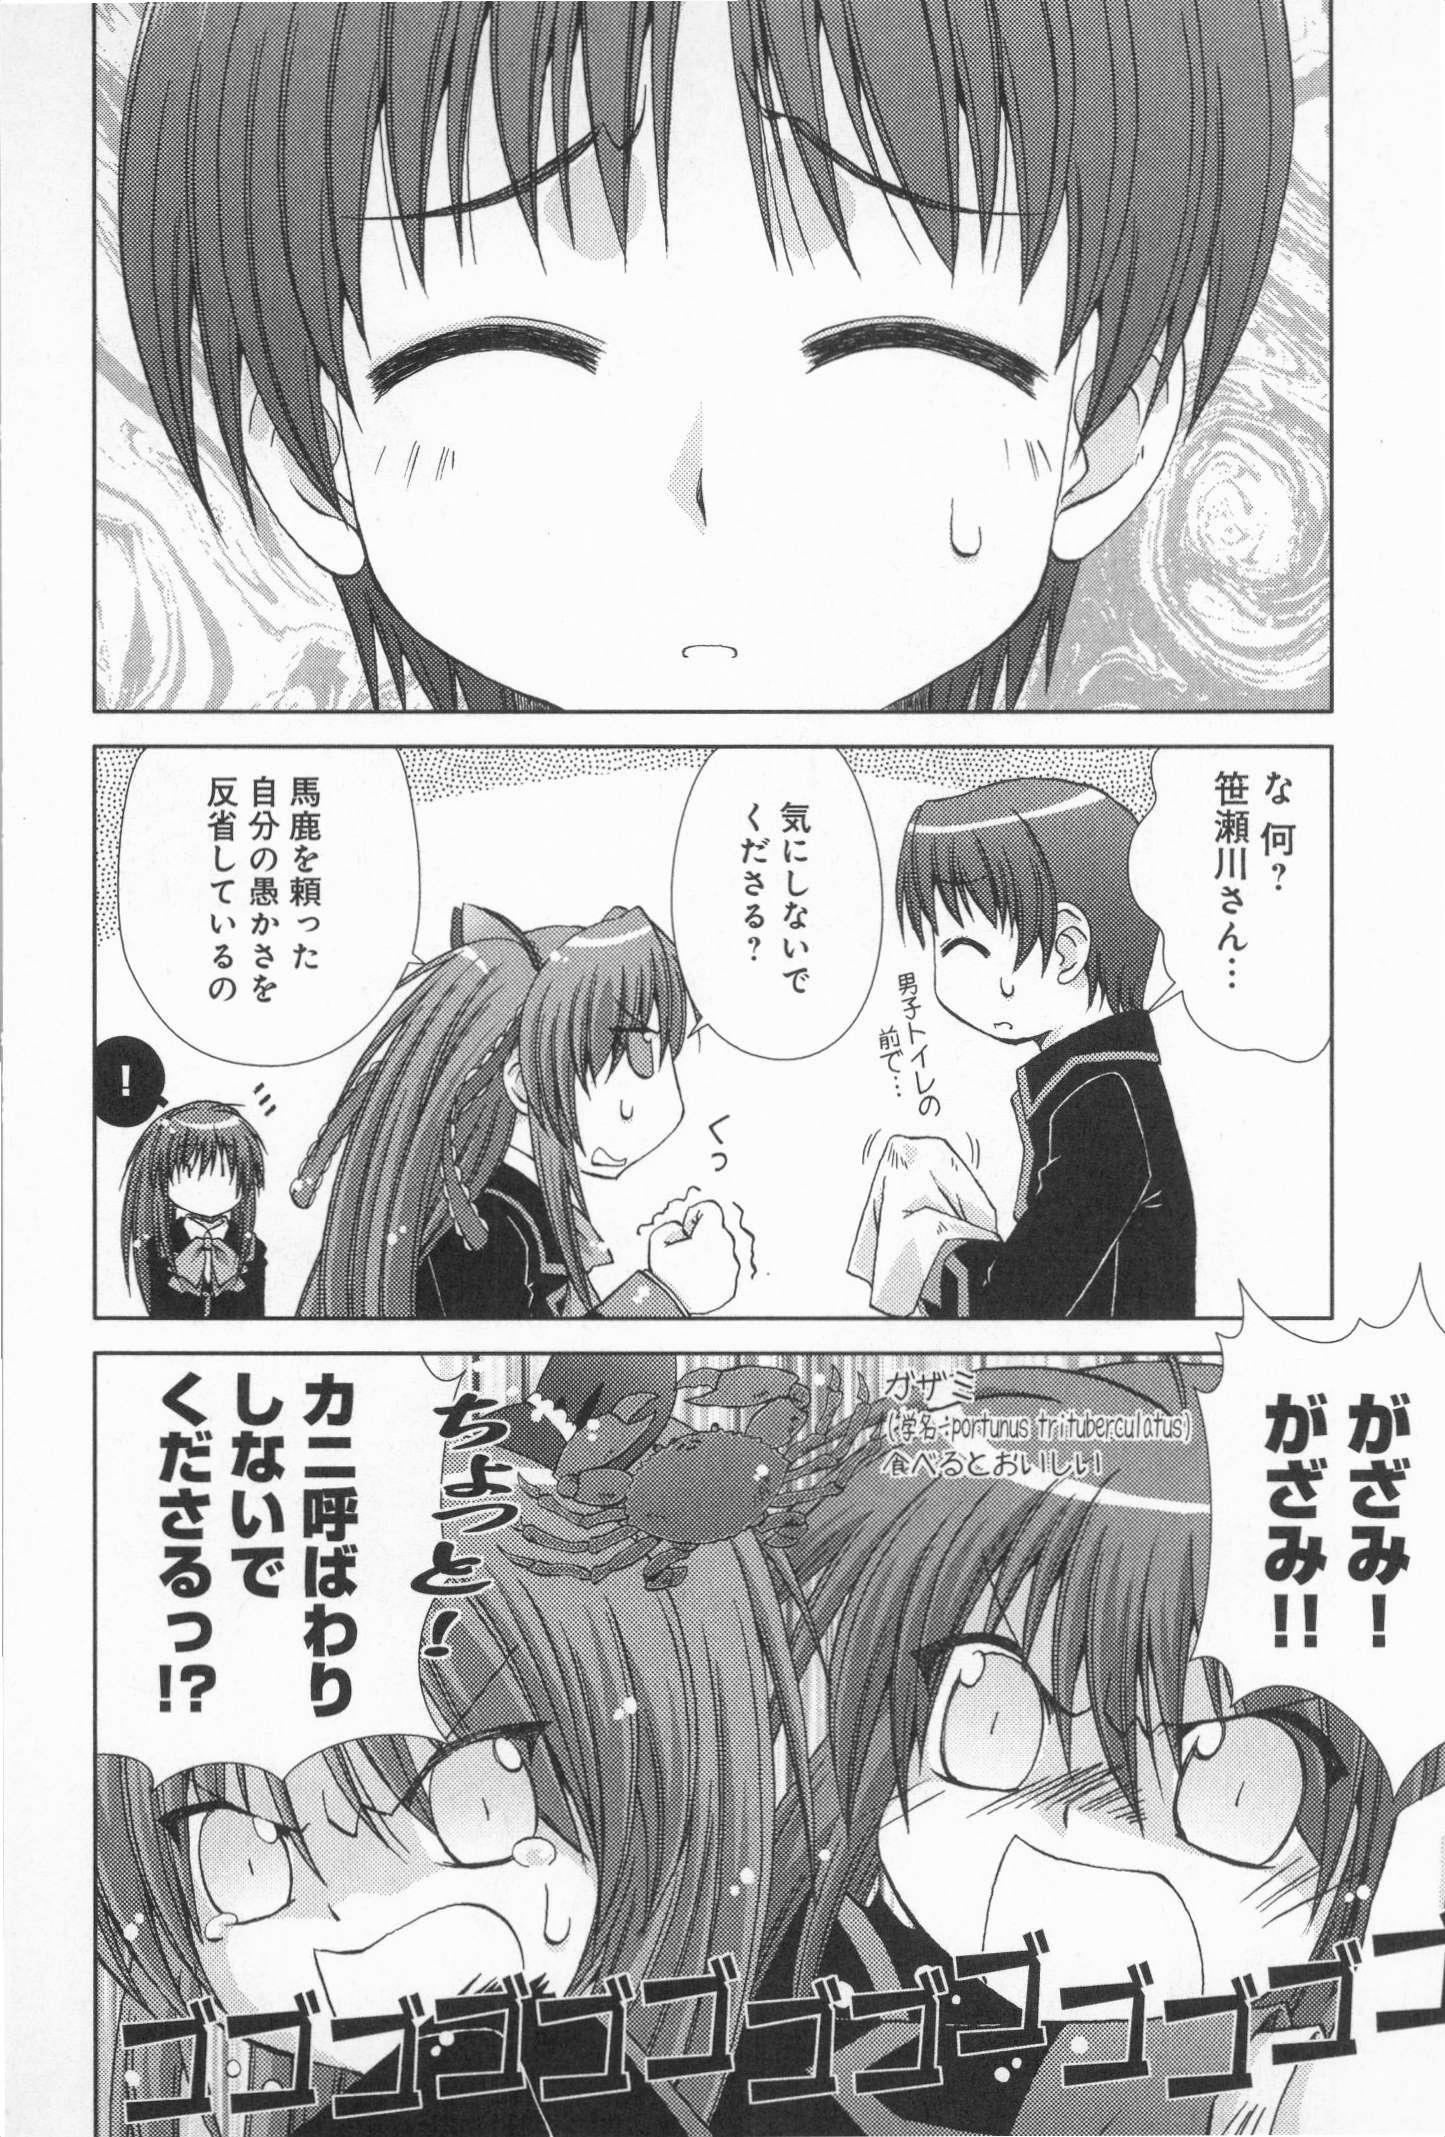 な 何?
笹瀬川さん…
男子トイレの
前で…
気にしないで
くださる?
くっ
馬鹿を頼った
自分の愚かさを
反省しているの
!
がざみ!
がざみ!!
ガザミ
(学名:portunus trituberculatus)
食べるとおいしい
ちょっと!
カニ呼ばわり
しないで
くださるっ!?
ゴゴゴゴゴゴゴゴゴゴゴゴゴ